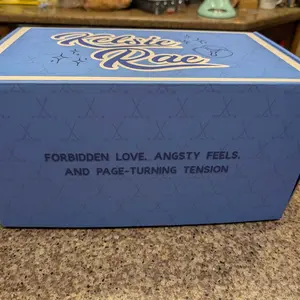 Kelsie
Rae
FORBIDDEN LOVE. ANGSTY FEELS.
AND PAGE-TURNING TENSION